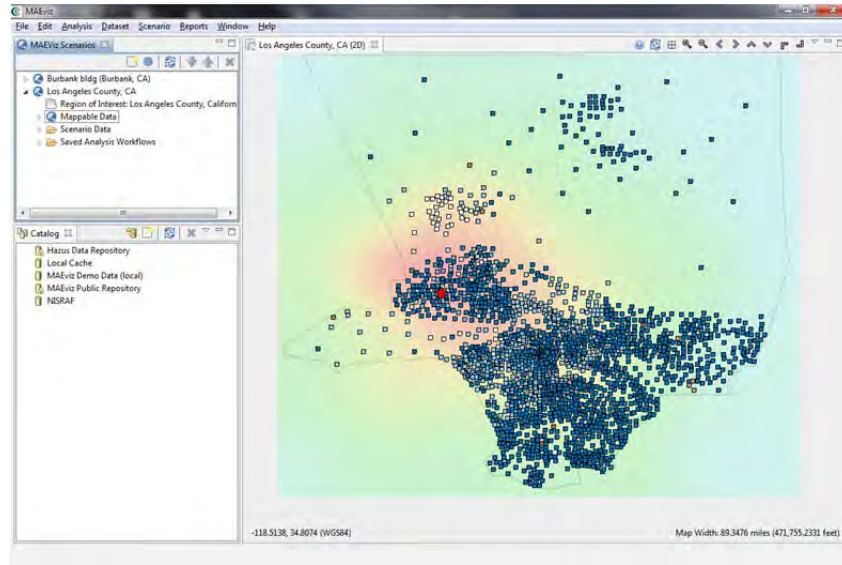 MAEviz
File Edit Analysis Dataset Scenario Reports Window Help
MAEViz Scenarios
Burbank bldg (Burbank, CA)
Los Angeles County, CA
Region of Interest: Los Angeles County, Californ
Mappable Data
Scenario Data
Saved Analysis Workflows
Catalog
Hazus Data Repository
Local Cache
MAEviz Demo Data (local)
MAEviz Public Repository
NISRAF
Los Angeles County, CA (2D)
-118.5138, 34.8074 (WGS84)
Map Width: 89.3476 miles (471,755.2331 feet)